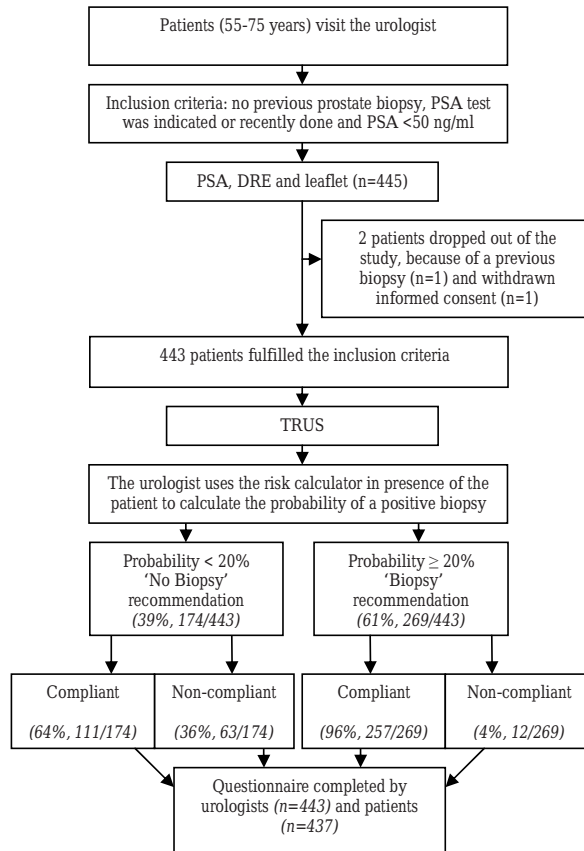 Patients (55-75 years) visit the urologist
Inclusion criteria: no previous prostate biopsy, PSA test
was indicated or recently done and PSA <50 ng/ml
PSA, DRE and leaflet (n=445)
2 patients dropped out of the
study, because of a previous
biopsy (n=1) and withdrawn
informed consent (n=1)
443 patients fulfilled the inclusion criteria
TRUS
The urologist uses the risk calculator in presence of the
patient to calculate the probability of a positive biopsy
Probability < 20%
‘No Biopsy’
recommendation
(39%, 174/443)
Probability ≥ 20%
‘Biopsy’
recommendation
(61%, 269/443)
Compliant
(64%, 111/174)
Non-compliant
(36%, 63/174)
Compliant
(96%, 257/269)
Non-compliant
(4%, 12/269)
Questionnaire completed by
urologists (n=443) and patients
(n=437)